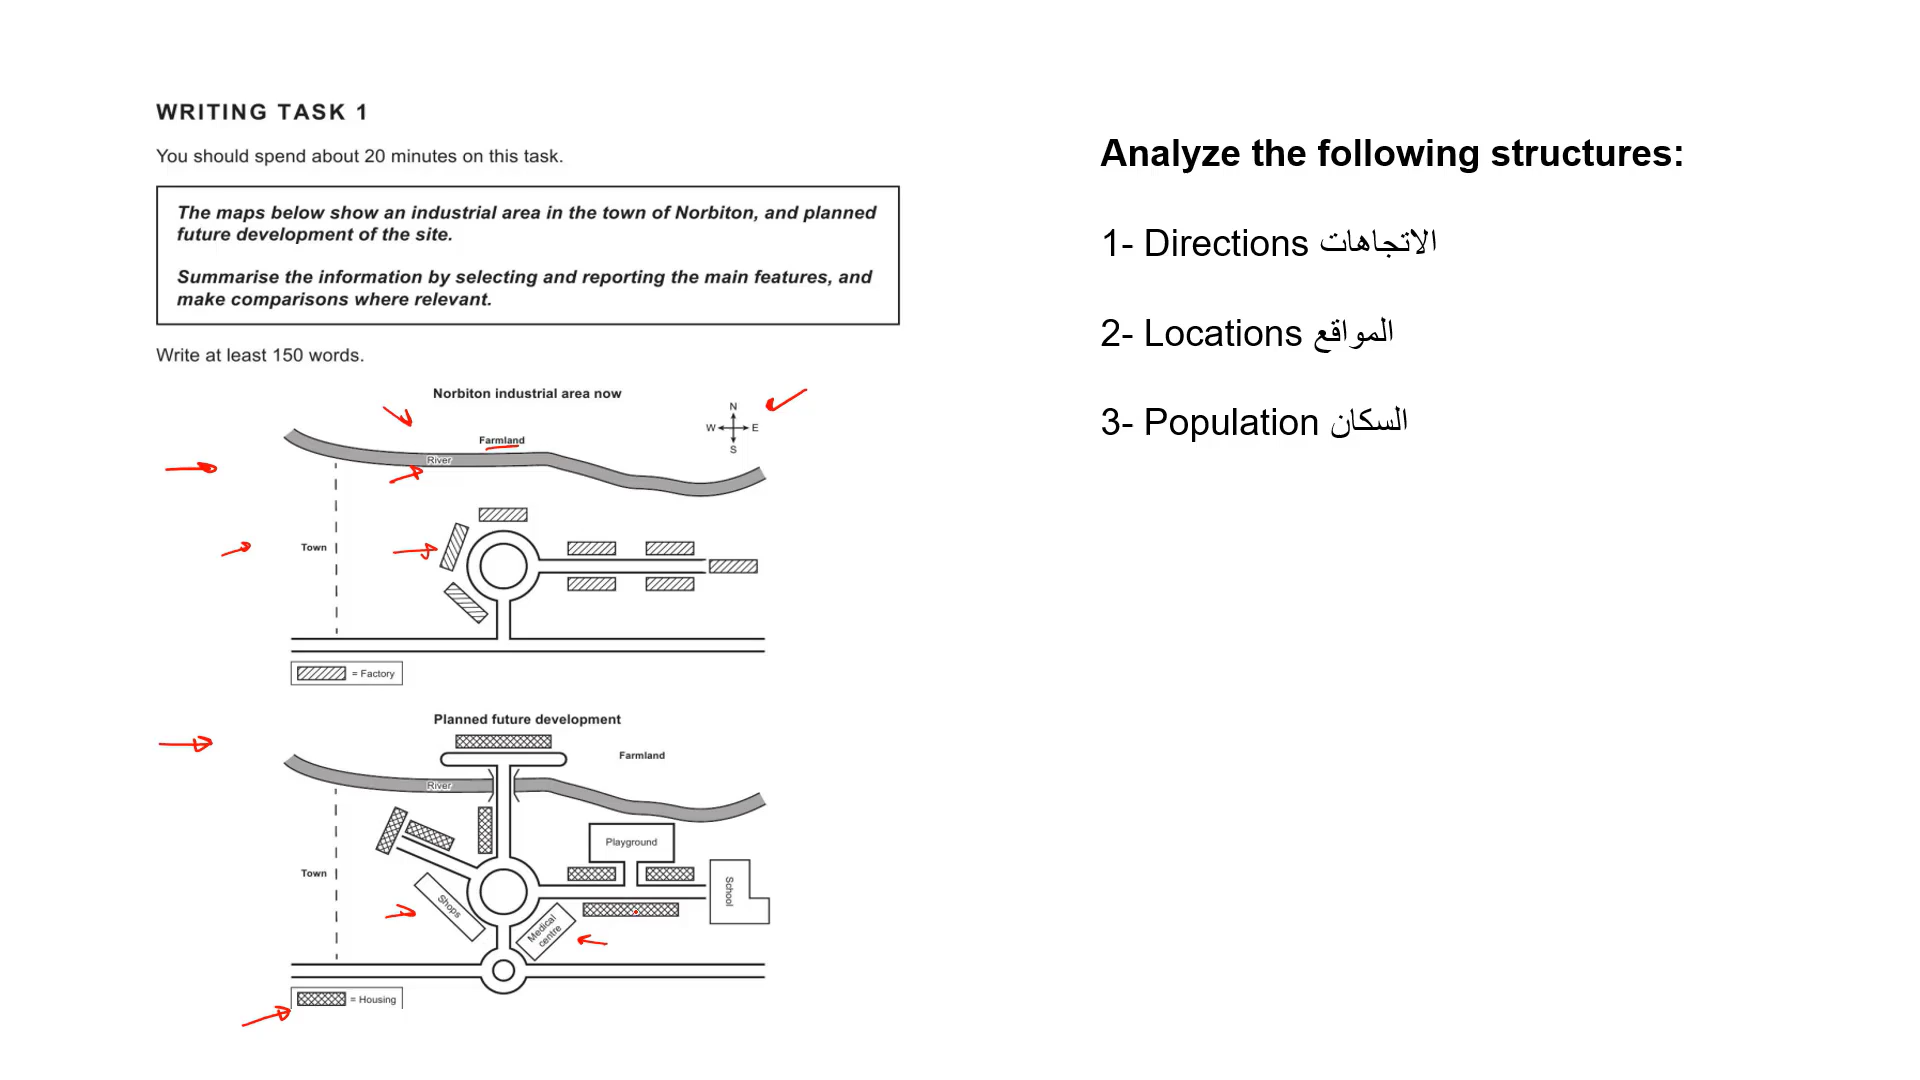 WRITING TASK 1
You should spend about 20 minutes on this task.
The maps below show an industrial area in the town of Norbiton, and planned
future development of the site.
Summarise the information by selecting and reporting the main features, and
make comparisons where relevant.
Write at least 150 words.
Norbiton industrial area now
N
W E
S
Farmland
River
Town
= Factory
Planned future development
Farmland
River
Playground
Town
School
Shops
Medical
centre
= Housing
Analyze the following structures:
1- Directions الاتجاهات
2- Locations المواقع
3- Population السكان